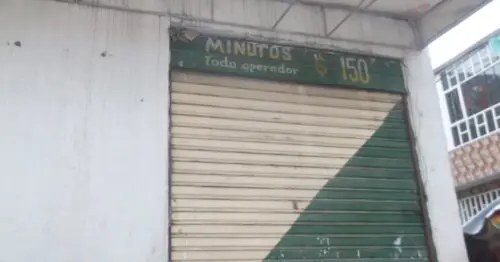 MINUTOS $ 150
Todo operador